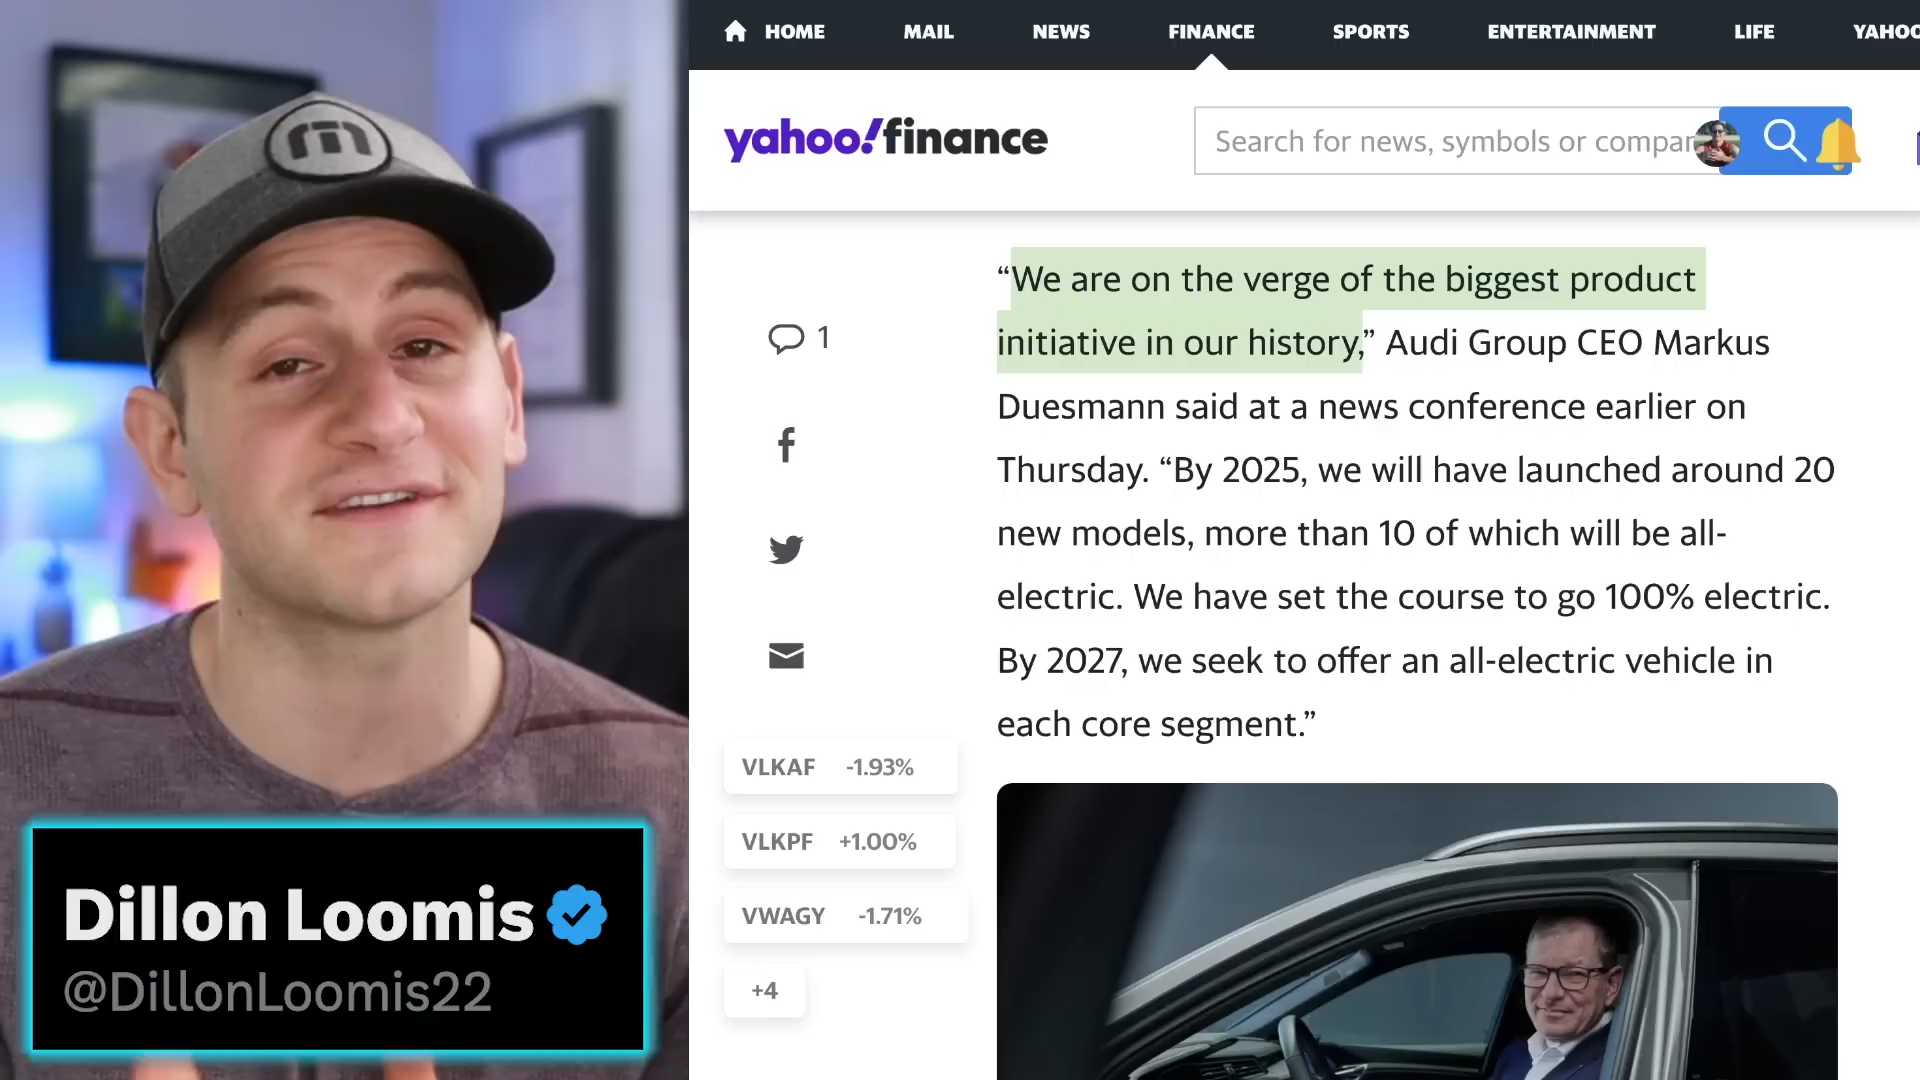 HOME MAIL NEWS FINANCE SPORTS ENTERTAINMENT LIFE YAHOO
yahoo!finance
Search for news, symbols or compan
“We are on the verge of the biggest product
initiative in our history,” Audi Group CEO Markus
Duesmann said at a news conference earlier on
Thursday. “By 2025, we will have launched around 20
new models, more than 10 of which will be all-
electric. We have set the course to go 100% electric.
By 2027, we seek to offer an all-electric vehicle in
each core segment.”
1
VLKAF -1.93%
VLKPF +1.00%
VWAGY -1.71%
+4
Dillon Loomis
@DillonLoomis22